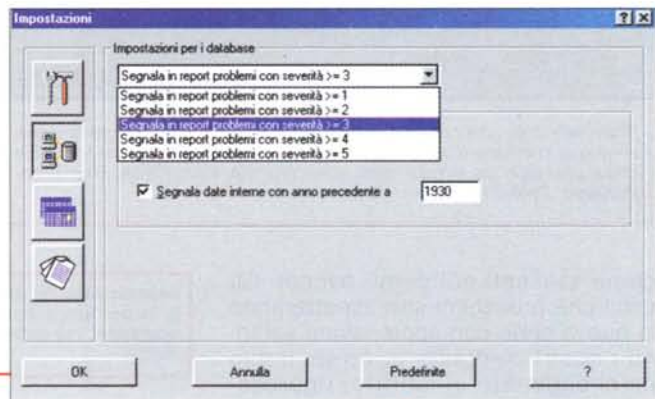 Impostazioni
? x
Impostazioni per i database
Segnala in report problemi con severità >= 3
Segnala in report problemi con severità >= 1
Segnala in report problemi con severità >= 2
Segnala in report problemi con severità >= 3
Segnala in report problemi con severità >= 4
Segnala in report problemi con severità >= 5
Segnala date interne con anno precedente a
1930
OK
Annulla
Predefinite
?